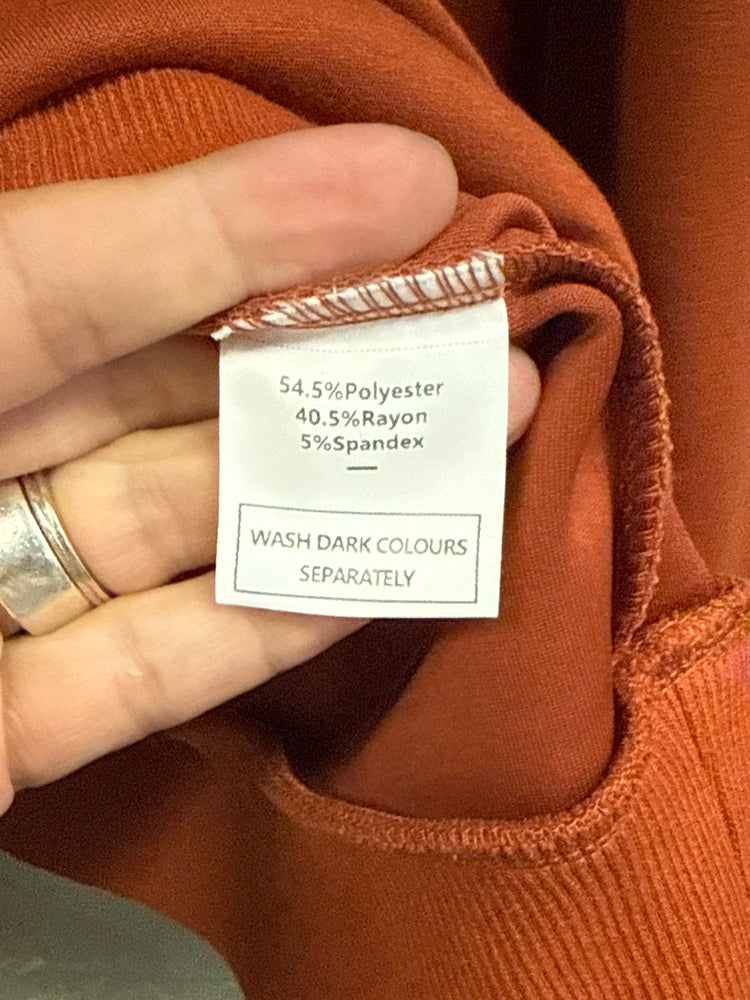 54.5%Polyester
40.5%Rayon
5%Spandex
WASH DARK COLOURS
SEPARATELY